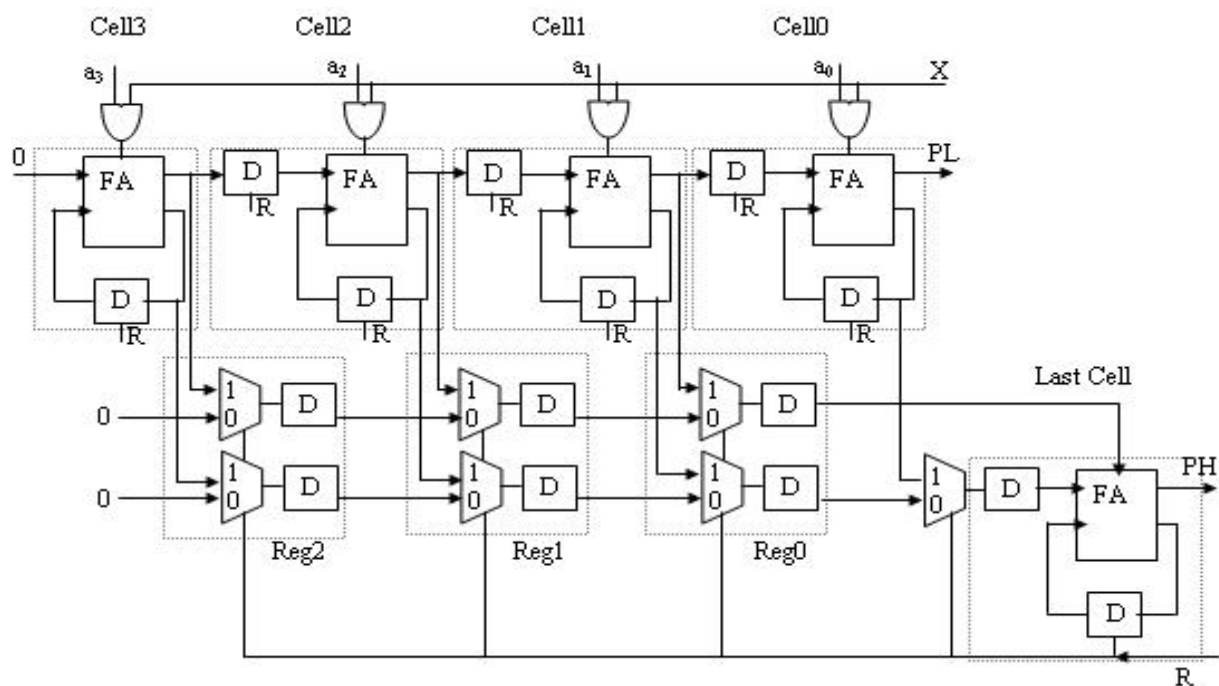 Cell3 Cell2 Cell1 Cell0
a₃ a₂ a₁ a₀ X
0 D D D PL
FA FA FA FA
R R R
D D D D
R R R R
Last Cell
1 D 1 D 1 D
0 0 0 0
PH
1 D 1 D 1 D 1 D FA
0 0 0 0 0
Reg2 Reg1 Reg0
D
R